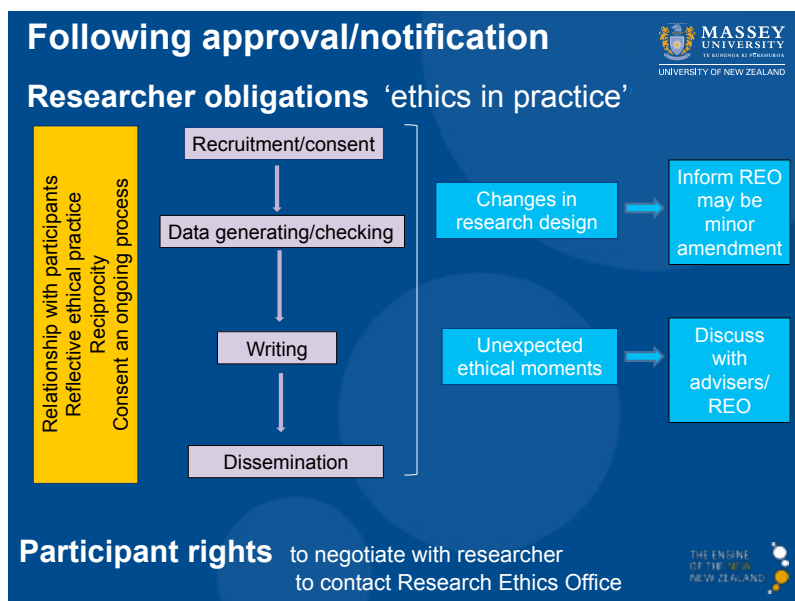 Following approval/notification
MASSEY
UNIVERSITY
TE KUNENGA KI PŪREHUROA
UNIVERSITY OF NEW ZEALAND
Researcher obligations 'ethics in practice'
Relationship with participants
Reflective ethical practice
Reciprocity
Consent an ongoing process
Recruitment/consent
Data generating/checking
Writing
Dissemination
Changes in
research design
Inform REO
may be
minor
amendment
Unexpected
ethical moments
Discuss
with
advisers/
REO
Participant rights to negotiate with researcher
to contact Research Ethics Office
THE ENGINE
OF THE NEW
NEW ZEALAND